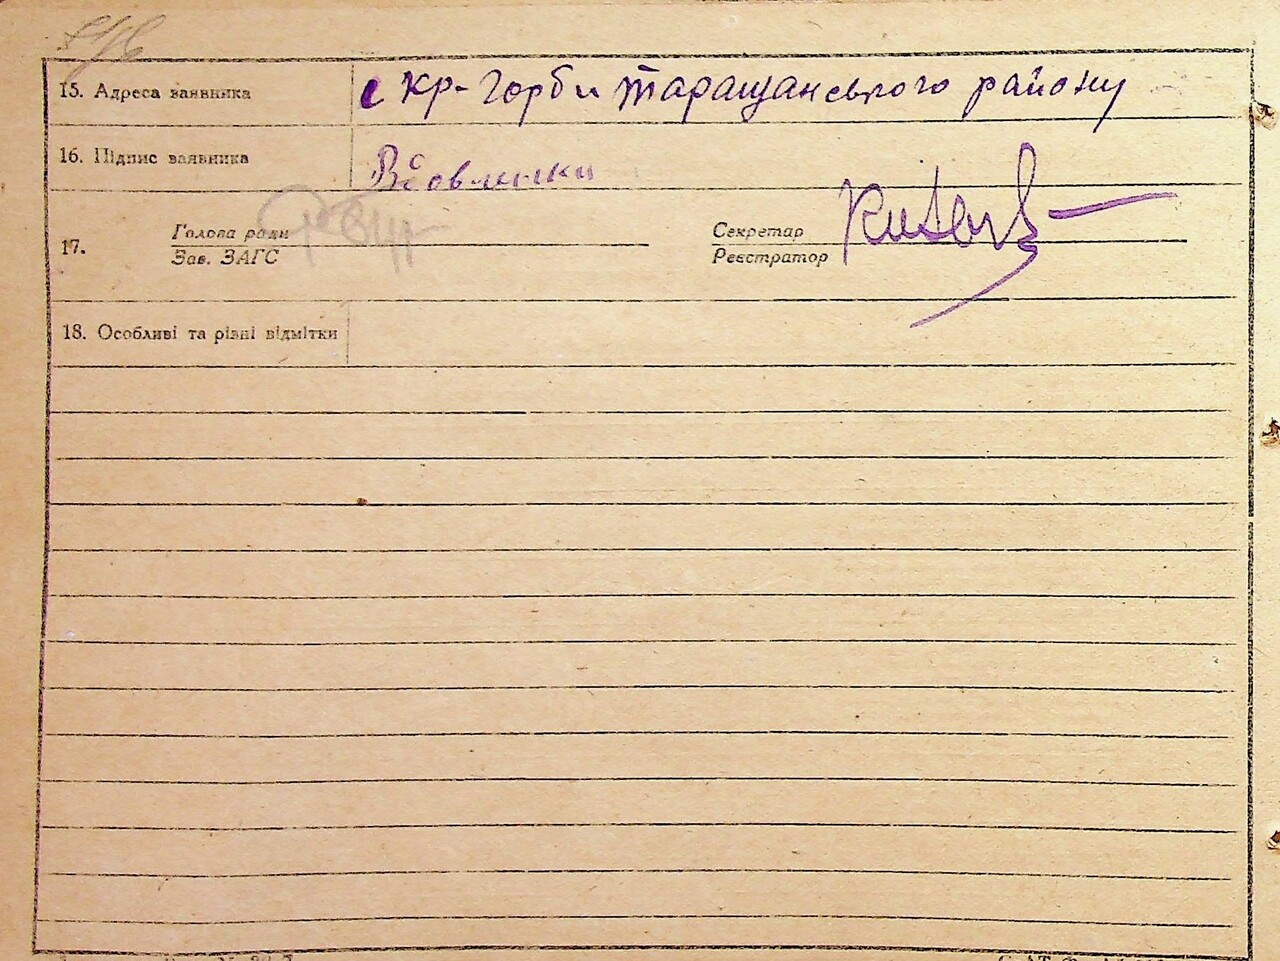 15. Адреса заявника с Кр-Горби Таращанського району
16. Підпис заявника
17. Голова ради Секретар
Зав. ЗАГС Реєстратор
18. Особливі та різні відмітки